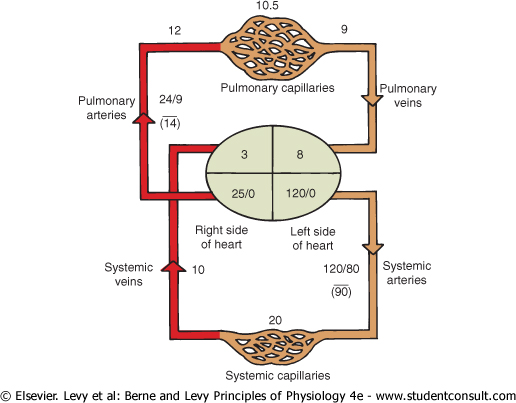 10.5
12
9
Pulmonary capillaries
Pulmonary
arteries
24/9
(14)
Pulmonary
veins
3
8
25/0
120/0
Right side
of heart
Left side
of heart
Systemic
veins
10
120/80
(90)
Systemic
arteries
20
Systemic capillaries
© Elsevier. Levy et al: Berne and Levy Principles of Physiology 4e - www.studentconsult.com